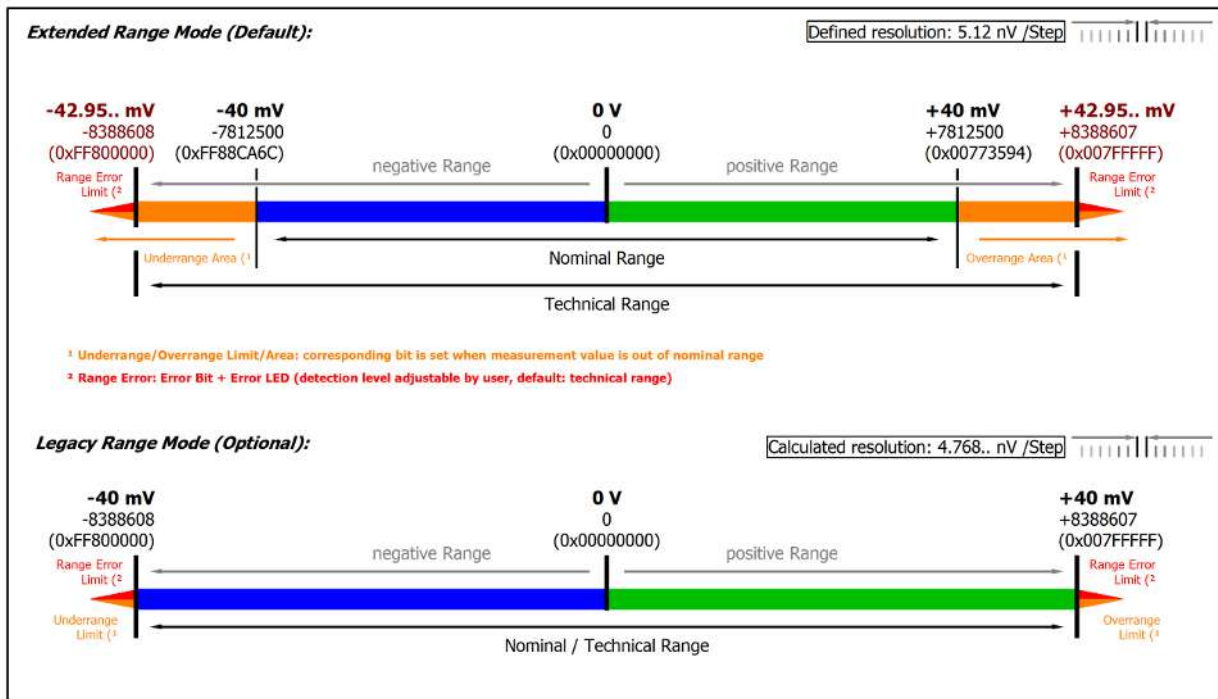 Extended Range Mode (Default):
Defined resolution: 5.12 nV /Step
-42.95.. mV -40 mV 0 V +40 mV +42.95.. mV
-8388608 -7812500 0 +7812500 +8388607
(0xFF800000) (0xFF88CA6C) (0x00000000) (0x00773594) (0x007FFFFF)
negative Range positive Range
Range Error Range Error
Limit (² Limit (²
Underrange Area (¹ Nominal Range Overrange Area (¹
Technical Range
¹ Underrange/Overrange Limit/Area: corresponding bit is set when measurement value is out of nominal range
² Range Error: Error Bit + Error LED (detection level adjustable by user, default: technical range)
Legacy Range Mode (Optional):
Calculated resolution: 4.768.. nV /Step
-40 mV 0 V +40 mV
-8388608 0 +8388607
(0xFF800000) (0x00000000) (0x007FFFFF)
negative Range positive Range
Range Error Range Error
Limit (² Limit (²
Underrange Overrange
Limit (¹ Limit (¹
Nominal / Technical Range